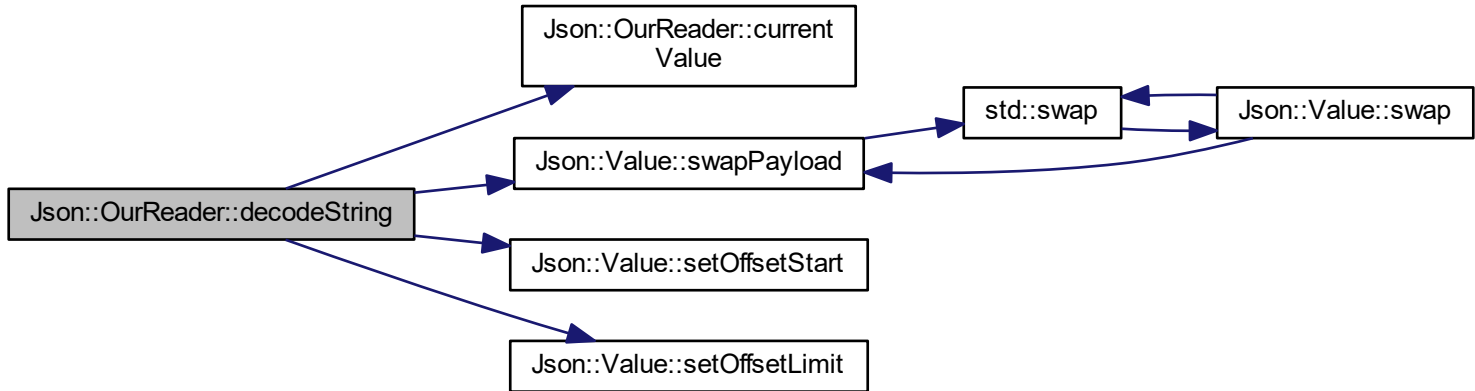 Json::OurReader::current
Value
std::swap
Json::Value::swap
Json::Value::swapPayload
Json::OurReader::decodeString
Json::Value::setOffsetStart
Json::Value::setOffsetLimit